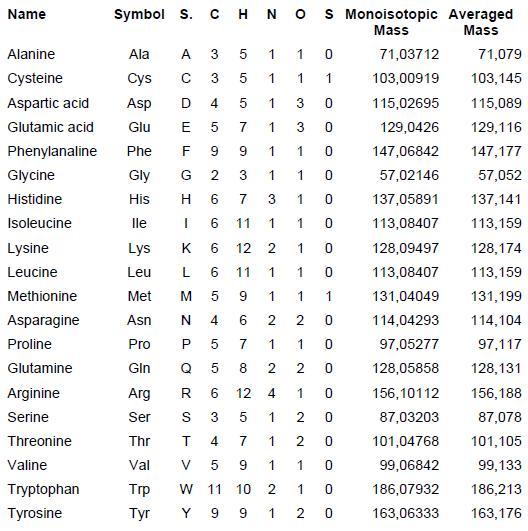 Name Symbol S. C H N O S Monoisotopic Averaged
Mass Mass
Alanine Ala A 3 5 1 1 0 71,03712 71,079
Cysteine Cys C 3 5 1 1 1 103,00919 103,145
Aspartic acid Asp D 4 5 1 3 0 115,02695 115,089
Glutamic acid Glu E 5 7 1 3 0 129,0426 129,116
Phenylanaline Phe F 9 9 1 1 0 147,06842 147,177
Glycine Gly G 2 3 1 1 0 57,02146 57,052
Histidine His H 6 7 3 1 0 137,05891 137,141
Isoleucine Ile I 6 11 1 1 0 113,08407 113,159
Lysine Lys K 6 12 2 1 0 128,09497 128,174
Leucine Leu L 6 11 1 1 0 113,08407 113,159
Methionine Met M 5 9 1 1 1 131,04049 131,199
Asparagine Asn N 4 6 2 2 0 114,04293 114,104
Proline Pro P 5 7 1 1 0 97,05277 97,117
Glutamine Gln Q 5 8 2 2 0 128,05858 128,131
Arginine Arg R 6 12 4 1 0 156,10112 156,188
Serine Ser S 3 5 1 2 0 87,03203 87,078
Threonine Thr T 4 7 1 2 0 101,04768 101,105
Valine Val V 5 9 1 1 0 99,06842 99,133
Tryptophan Trp W 11 10 2 1 0 186,07932 186,213
Tyrosine Tyr Y 9 9 1 2 0 163,06333 163,176